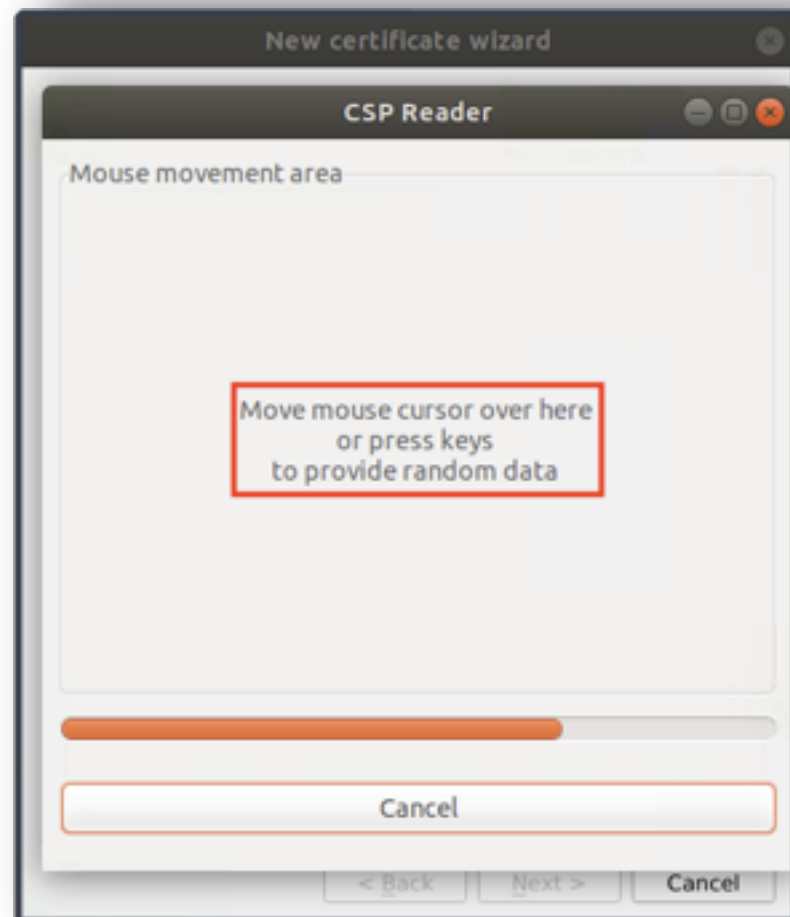 New certificate wizard
CSP Reader
Mouse movement area
Move mouse cursor over here
or press keys
to provide random data
Cancel
< Back Next > Cancel